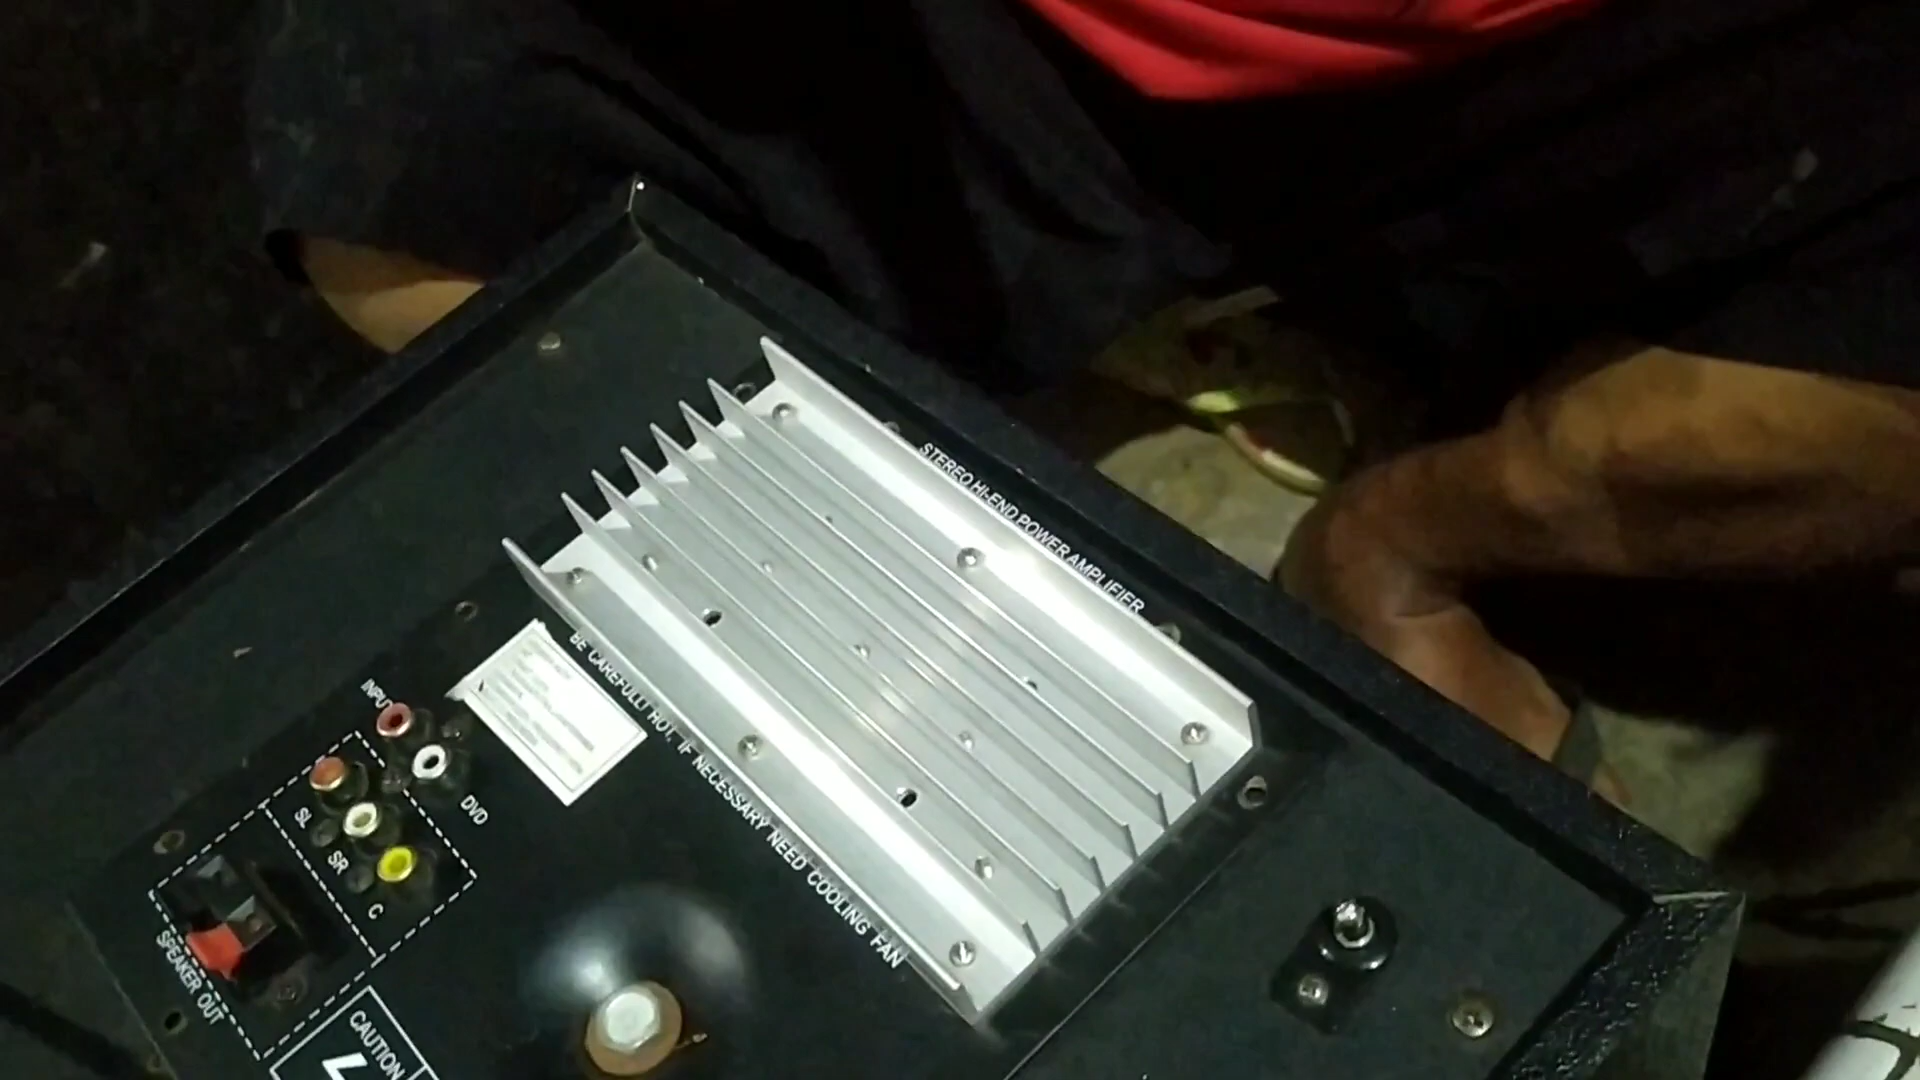 STEREO HI-END POWER AMPLIFIER
BE CAREFULLY HOT, IF NECESSARY NEED COOLING FAN
INPUT
DVD
SL
SR
C
SPEAKER OUT
CAUTION